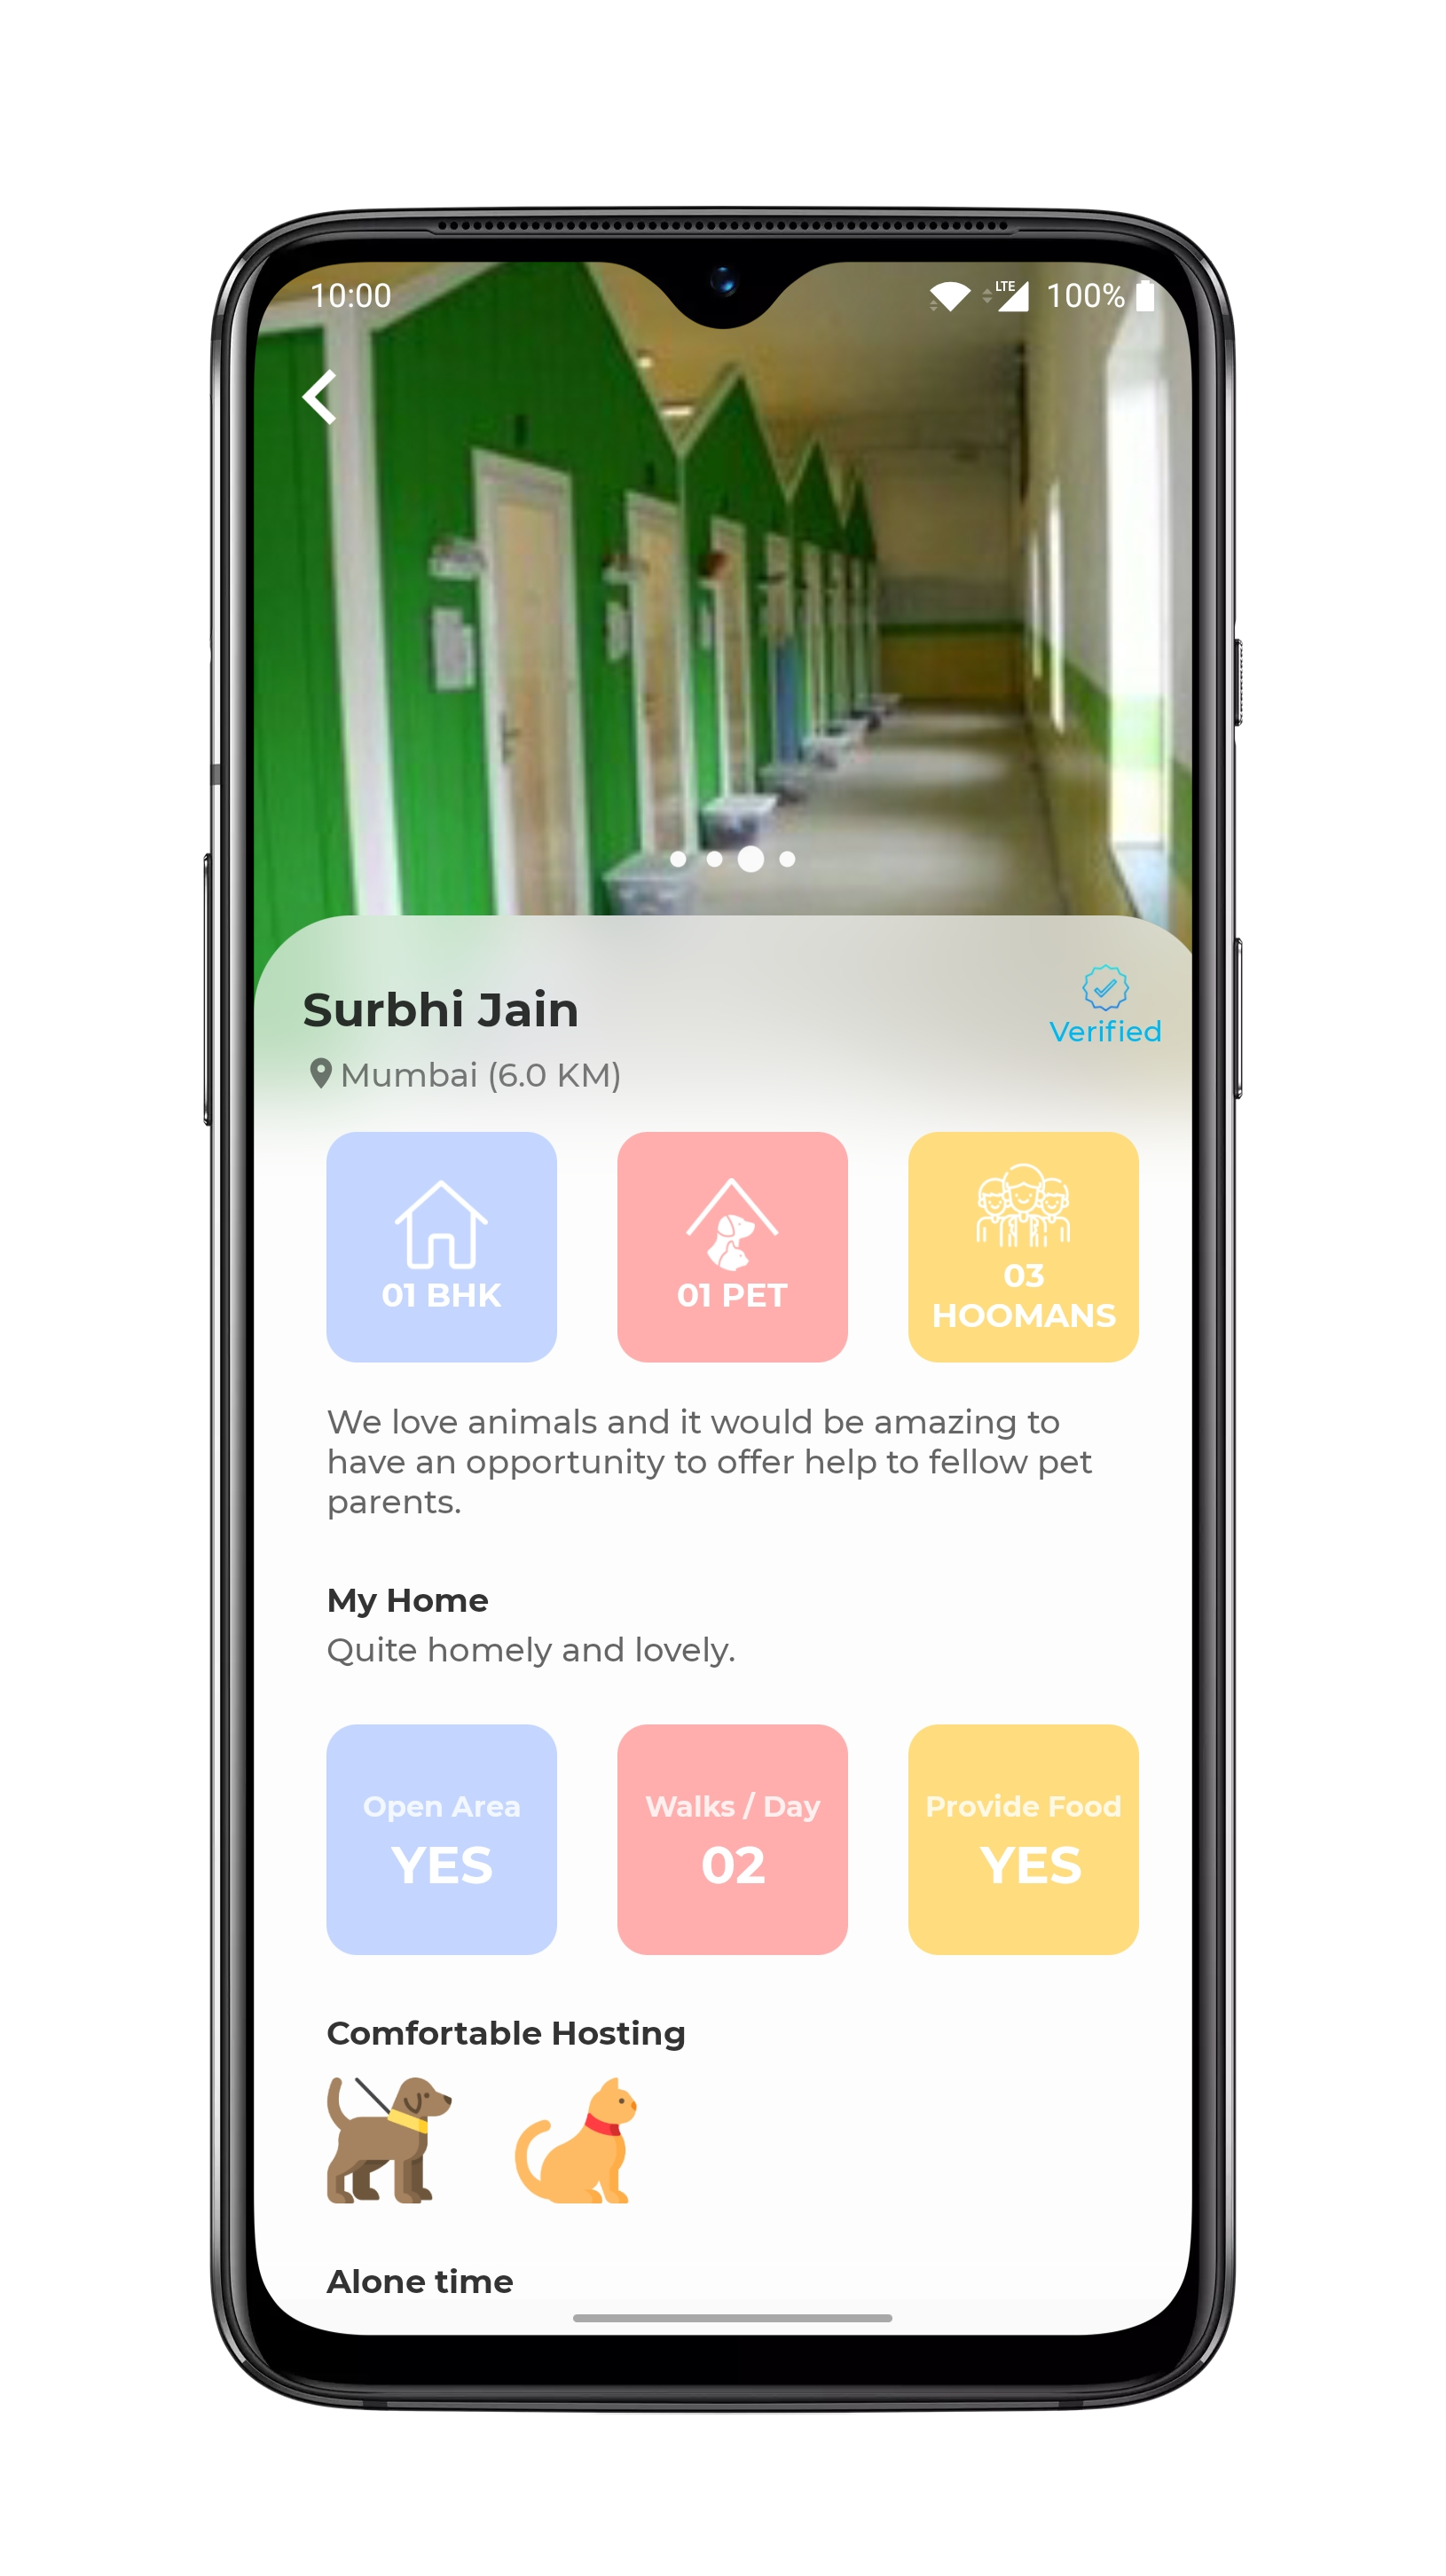 10:00
LTE
100%
Surbhi Jain
Verified
Mumbai (6.0 KM)
01 BHK
01 PET
03
HOOMANS
We love animals and it would be amazing to
have an opportunity to offer help to fellow pet
parents.
My Home
Quite homely and lovely.
Open Area
YES
Walks / Day
02
Provide Food
YES
Comfortable Hosting
Alone time